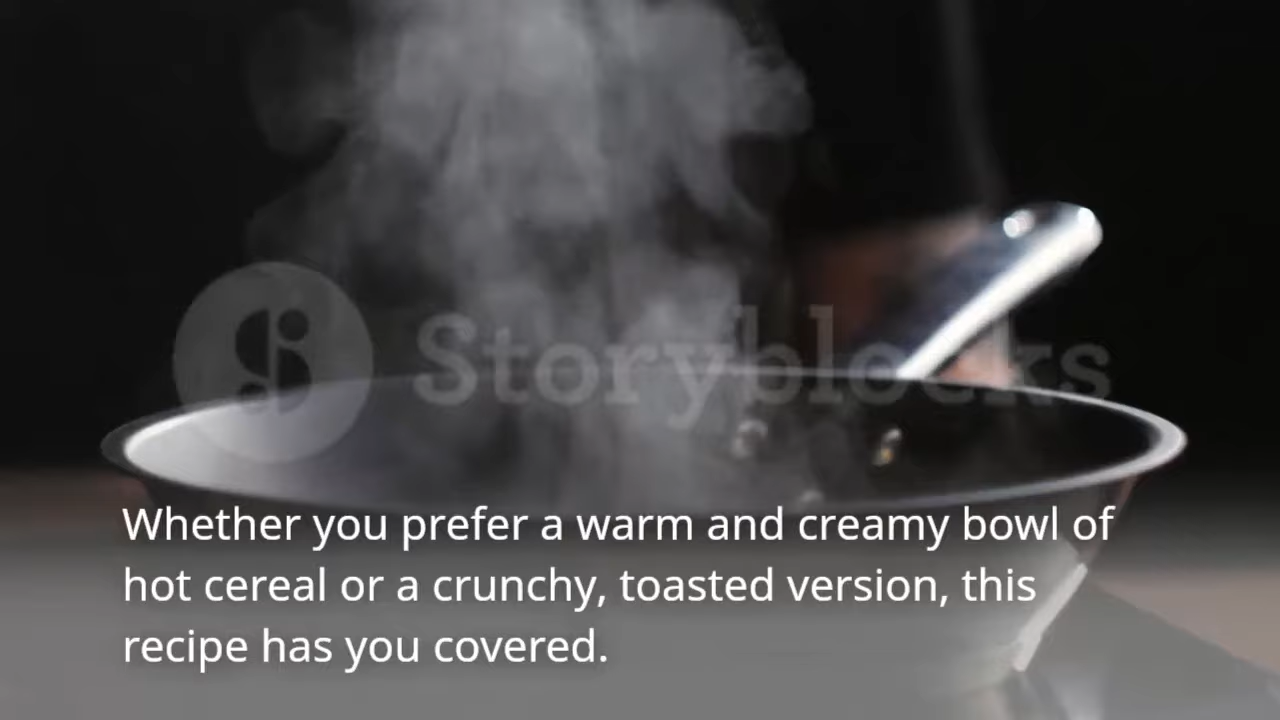 Storyblocks
Whether you prefer a warm and creamy bowl of
hot cereal or a crunchy, toasted version, this
recipe has you covered.